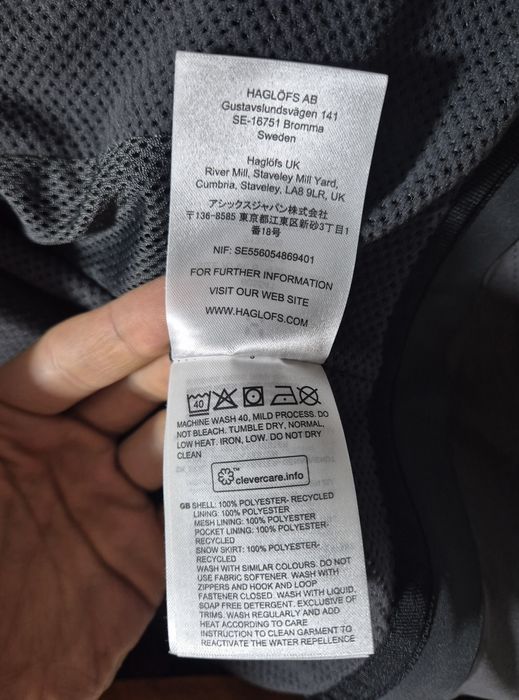 HAGLÖFS AB
Gustavslundsvägen 141
SE-16751 Bromma
Sweden
Haglöfs UK
River Mill, Staveley Mill Yard,
Cumbria, Staveley, LA8 9LR, UK
アシックスジャパン株式会社
〒136-8585 東京都江東区新砂3丁目1
番18号
NIF: SE556054869401
FOR FURTHER INFORMATION
VISIT OUR WEB SITE
WWW.HAGLOFS.COM
40
MACHINE WASH 40, MILD PROCESS. DO
NOT BLEACH. TUMBLE DRY, NORMAL,
LOW HEAT. IRON, LOW. DO NOT DRY
CLEAN
™
clevercare.info
GB SHELL: 100% POLYESTER- RECYCLED
LINING: 100% POLYESTER
MESH LINING: 100% POLYESTER
POCKET LINING: 100% POLYESTER-
RECYCLED
SNOW SKIRT: 100% POLYESTER-
RECYCLED
WASH WITH SIMILAR COLOURS. DO NOT
USE FABRIC SOFTENER. WASH WITH
ZIPPERS AND HOOK AND LOOP
FASTENER CLOSED. WASH WITH LIQUID,
SOAP FREE DETERGENT. EXCLUSIVE OF
TRIMS. WASH REGULARLY AND ADD
HEAT ACCORDING TO CARE
INSTRUCTION TO CLEAN GARMENT TO
REACTIVATE THE WATER REPELLENCE